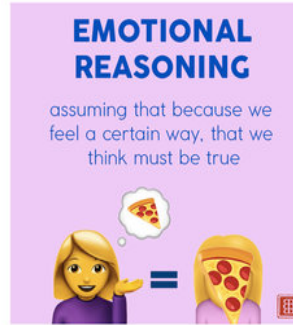 EMOTIONAL
REASONING
assuming that because we
feel a certain way, that we
think must be true